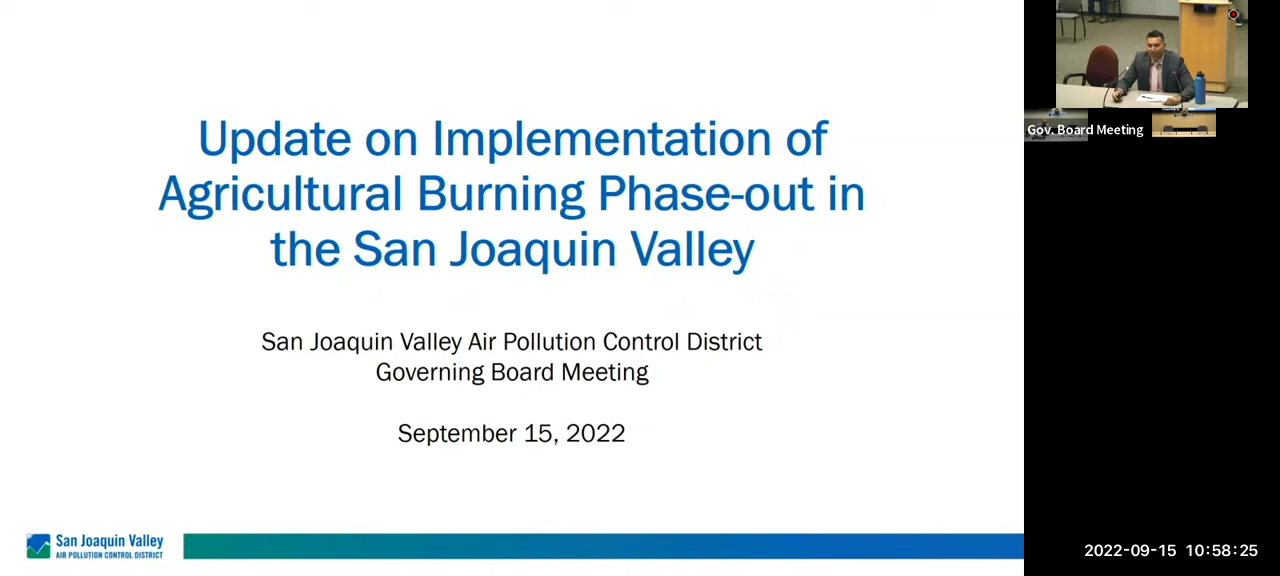 Update on Implementation of
Agricultural Burning Phase-out in
the San Joaquin Valley
San Joaquin Valley Air Pollution Control District
Governing Board Meeting
September 15, 2022
San Joaquin Valley
AIR POLLUTION CONTROL DISTRICT
Gov. Board Meeting
2022-09-15 10:58:25